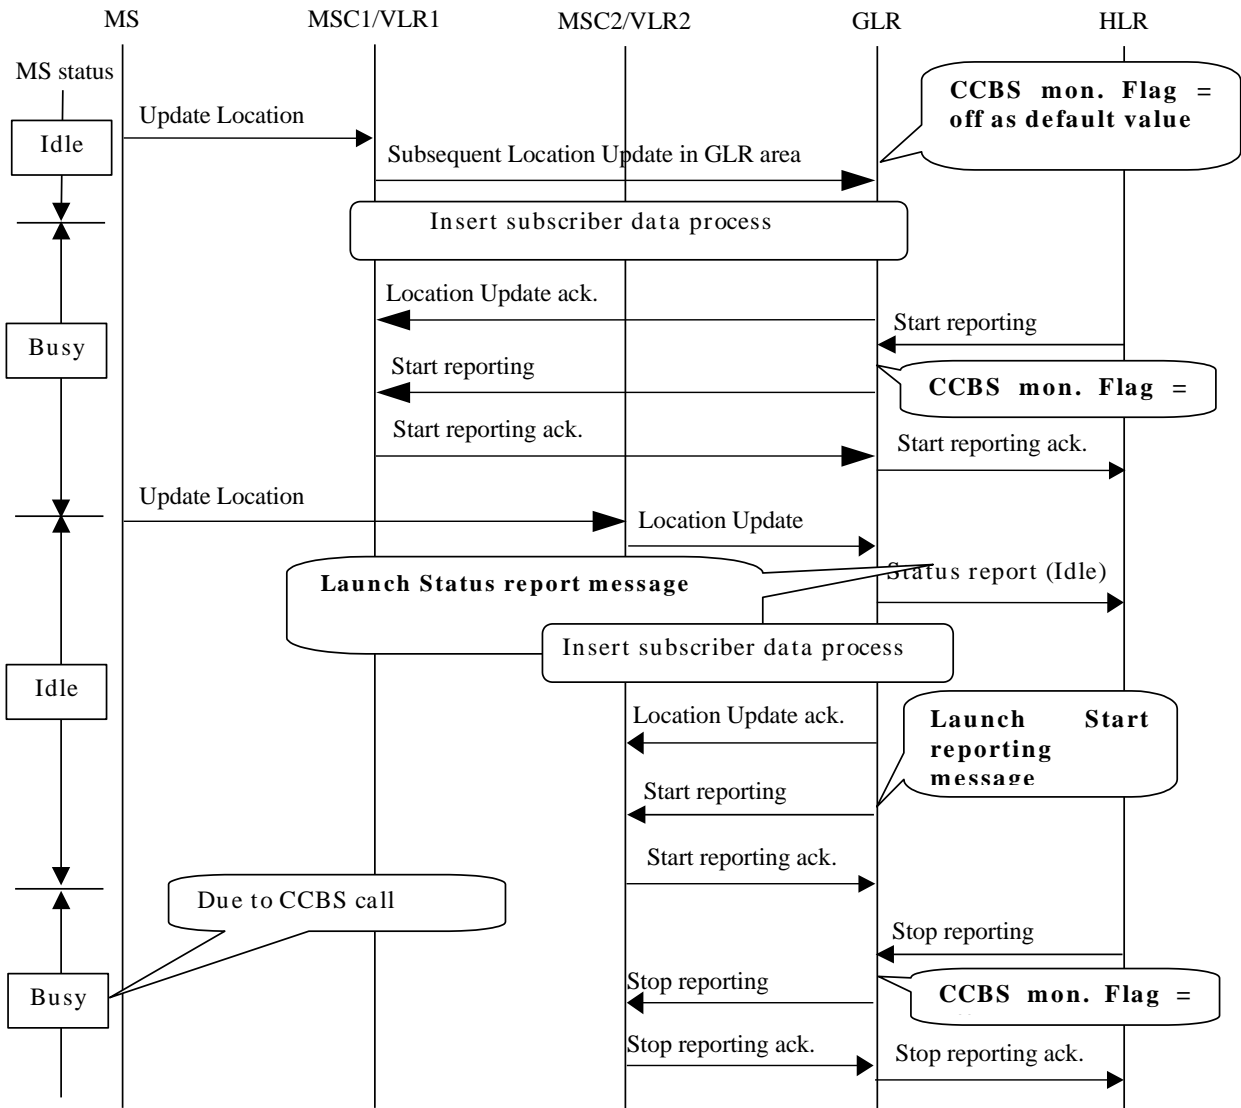 MS MSC1/VLR1 MSC2/VLR2 GLR HLR
MS status
CCBS mon. Flag =
off as default value
Update Location
Idle
Subsequent Location Update in GLR area
Insert subscriber data process
Location Update ack.
Start reporting
Busy
Start reporting
CCBS mon. Flag =
Start reporting ack.
Start reporting ack.
Update Location
Location Update
Launch Status report message
Status report (Idle)
Insert subscriber data process
Idle
Location Update ack.
Launch Start
reporting
message
Start reporting
Start reporting ack.
Due to CCBS call
Stop reporting
Stop reporting
CCBS mon. Flag =
Busy
Stop reporting ack.
Stop reporting ack.